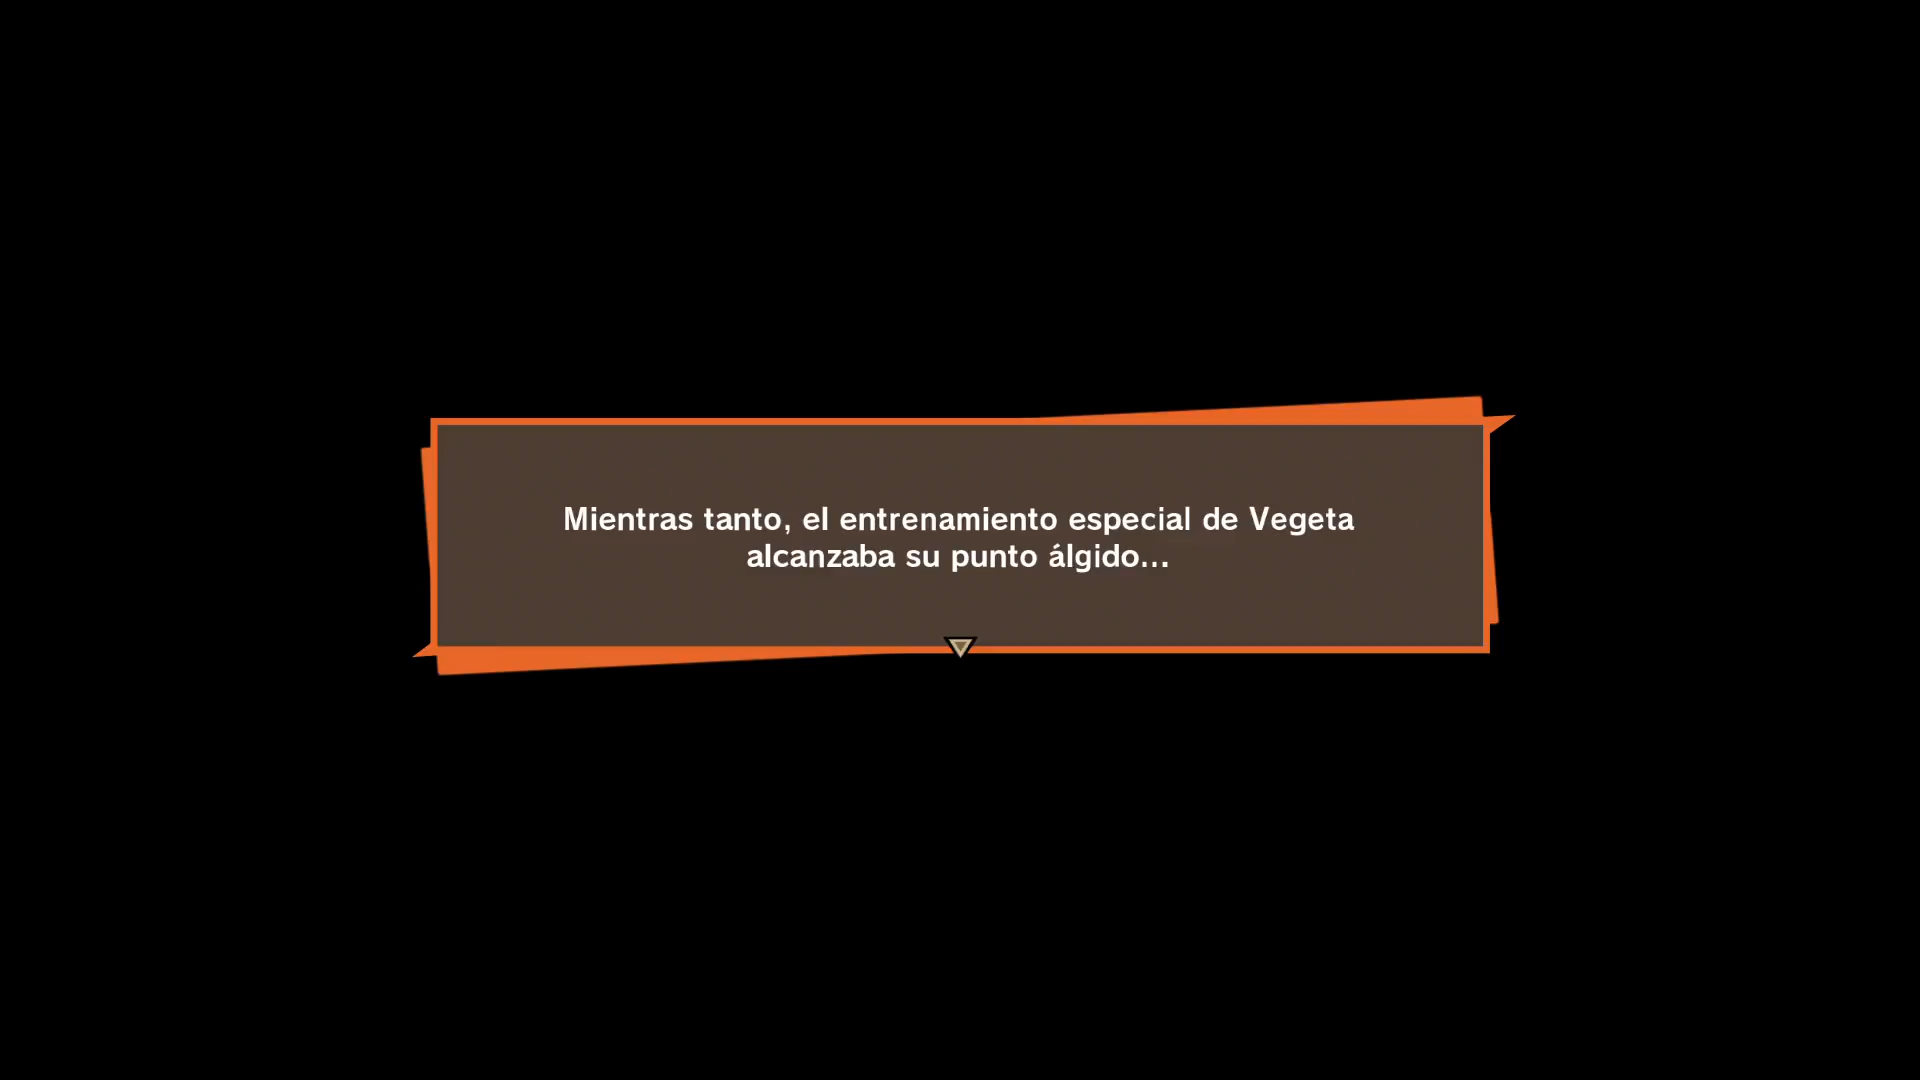 Mientras tanto, el entrenamiento especial de Vegeta
alcanzaba su punto álgido...